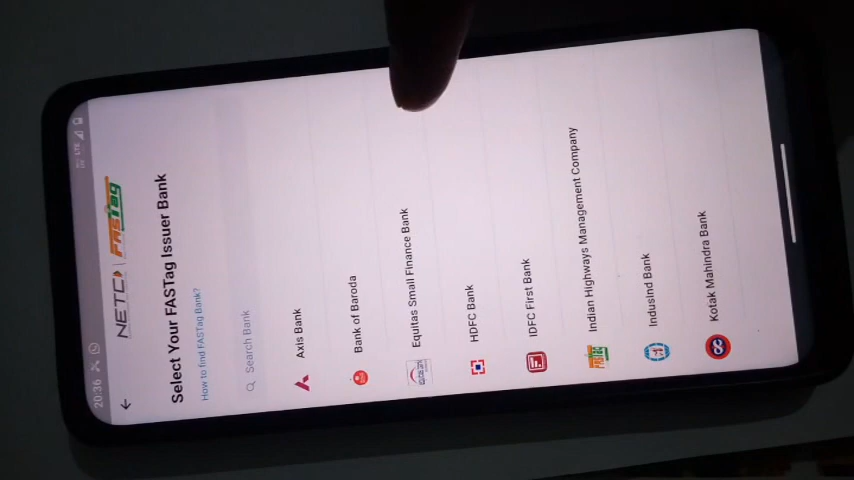 20:36
LTE
NETC FASTag
Select Your FASTag Issuer Bank
How to find FASTag Bank?
Search Bank
Axis Bank
Bank of Baroda
Equitas Small Finance Bank
HDFC Bank
IDFC First Bank
Indian Highways Management Company
IndusInd Bank
Kotak Mahindra Bank